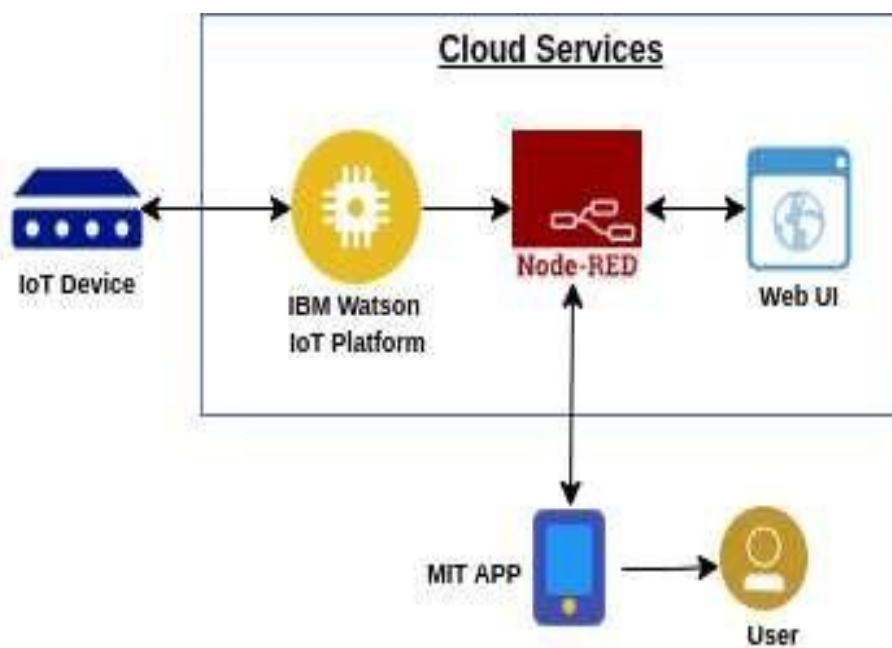 Cloud Services
IoT Device
IBM Watson
IoT Platform
Node-RED
Web UI
MIT APP
User